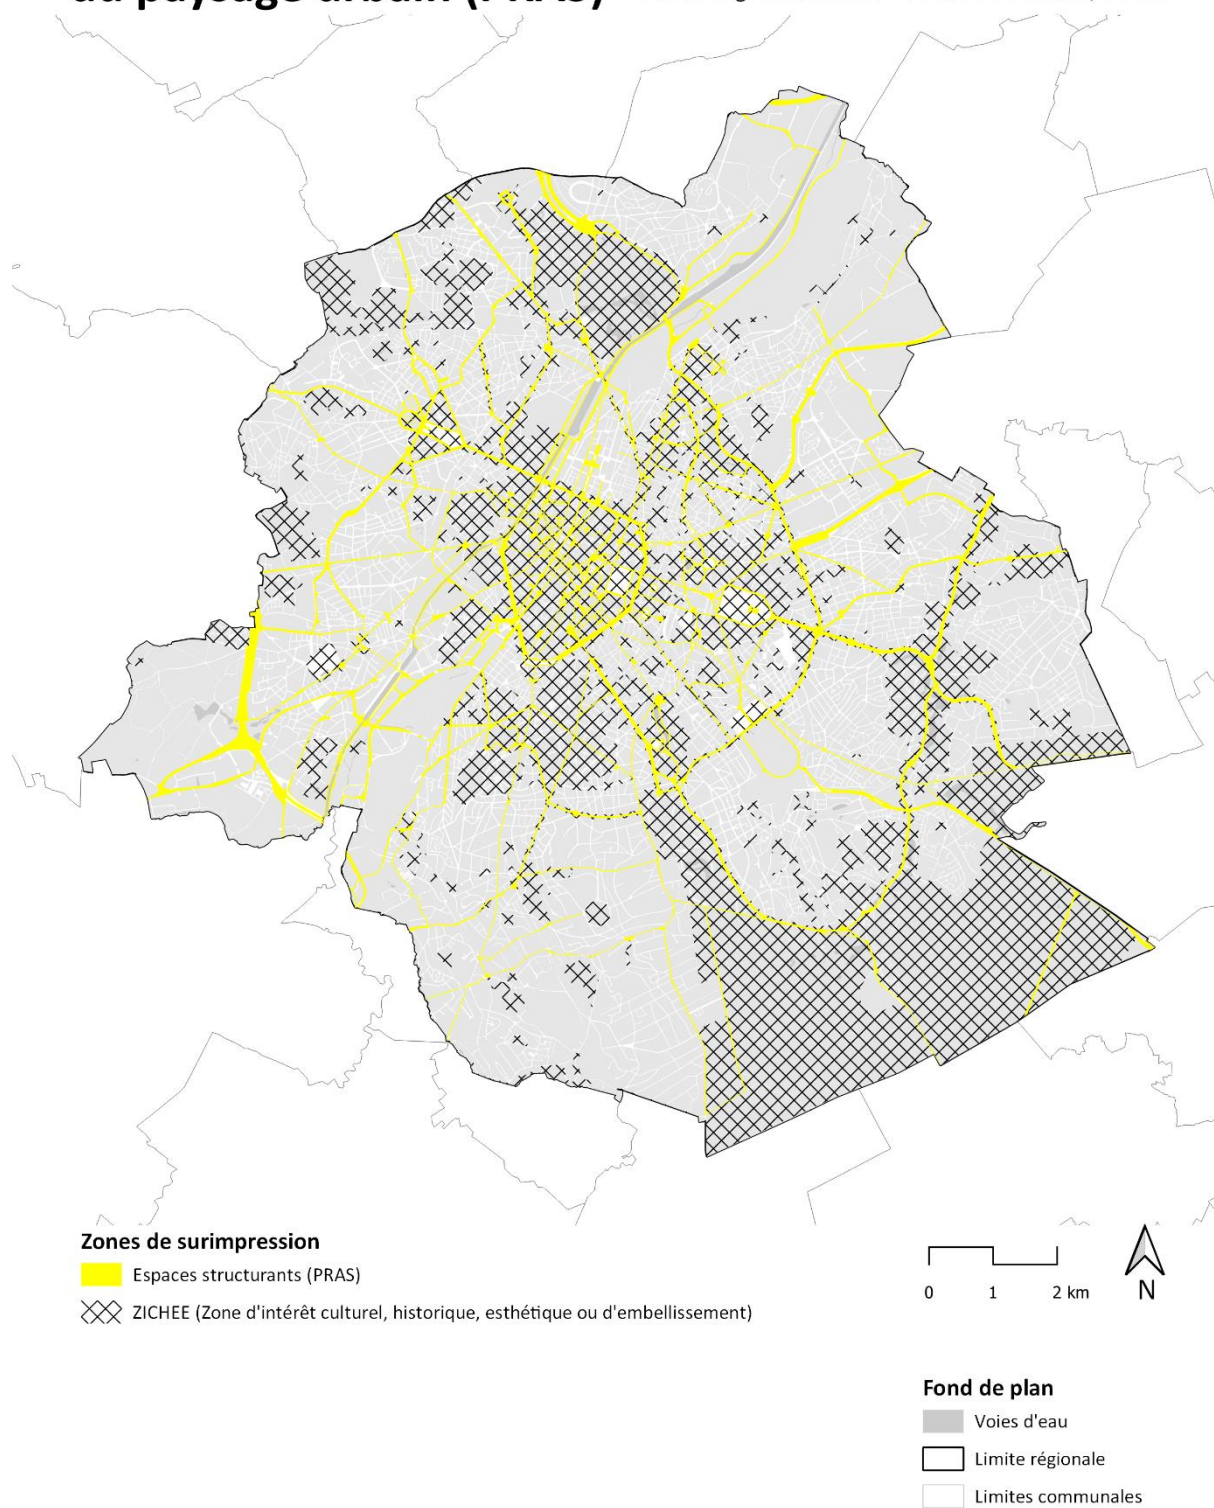 du paysage urbain (PRAS)
Zones de surimpression
Espaces structurants (PRAS)
ZICHEE (Zone d'intérêt culturel, historique, esthétique ou d'embellissement)
0 1 2 km
N
Fond de plan
Voies d'eau
Limite régionale
Limites communales